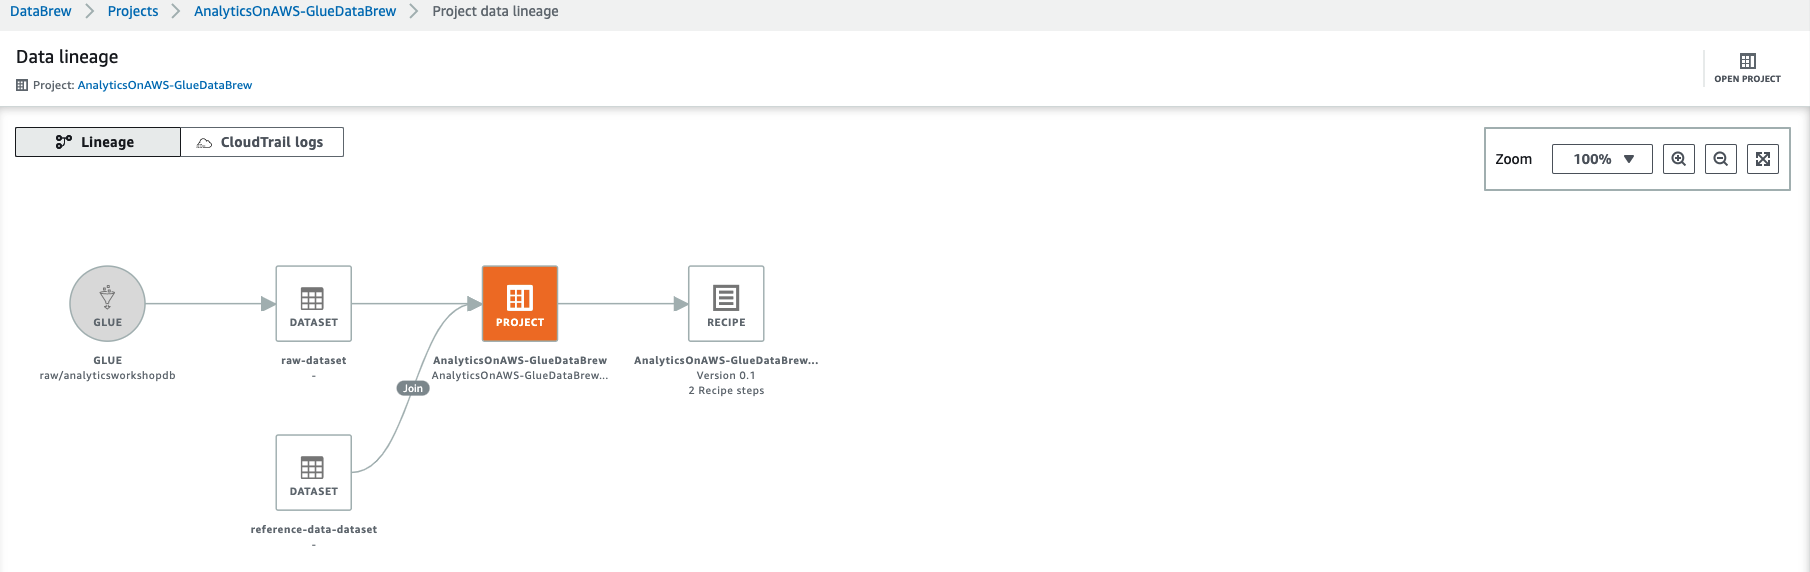 DataBrew Projects AnalyticsOnAWS-GlueDataBrew Project data lineage
Data lineage
Project: AnalyticsOnAWS-GlueDataBrew
OPEN PROJECT
Lineage CloudTrail logs
Zoom 100%
GLUE
DATASET
PROJECT
RECIPE
GLUE
raw/analyticsworkshopdb
raw-dataset
-
AnalyticsOnAWS-GlueDataBrew
AnalyticsOnAWS-GlueDataBrew...
AnalyticsOnAWS-GlueDataBrew...
Version 0.1
2 Recipe steps
Join
DATASET
reference-data-dataset
-